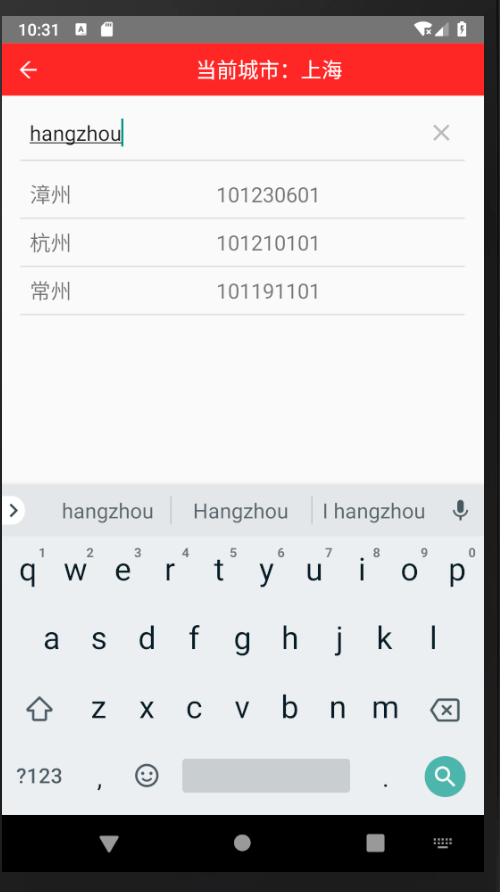 10:31
当前城市：上海
hangzhou
漳州 101230601
杭州 101210101
常州 101191101
hangzhou Hangzhou I hangzhou
1 2 3 4 5 6 7 8 9 0
q w e r t y u i o p
a s d f g h j k l
z x c v b n m
?123 , .